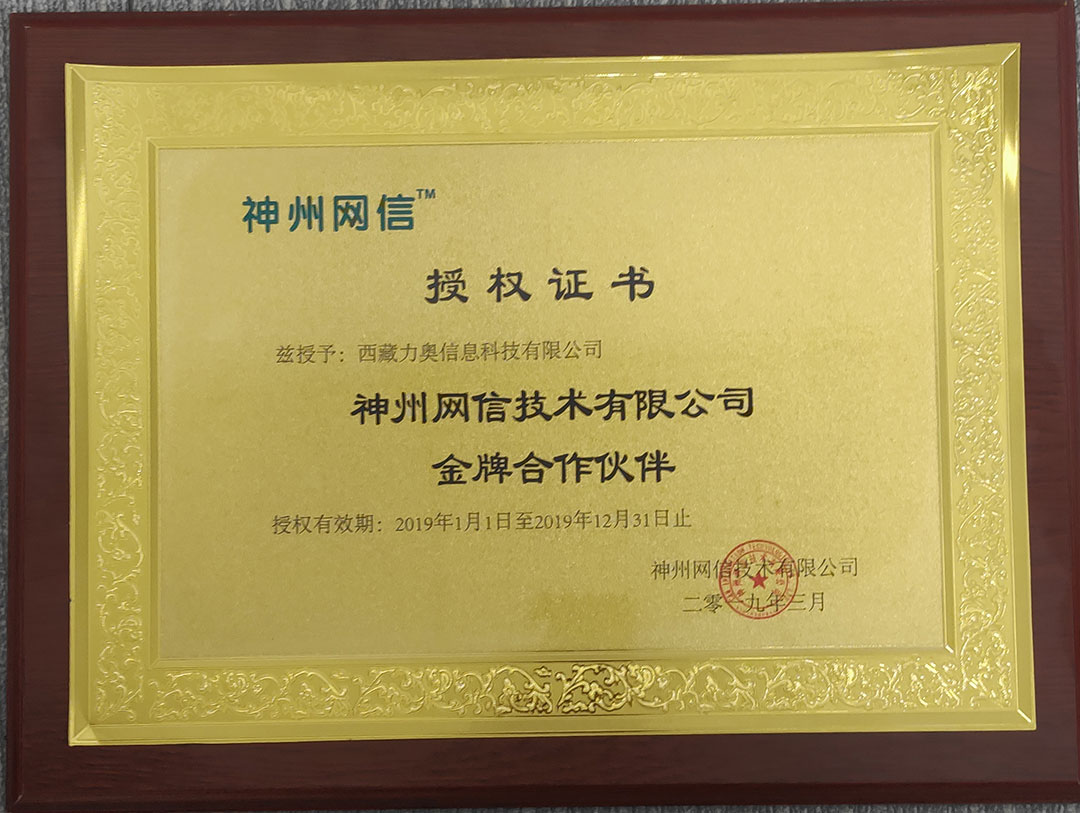 神州网信™
授权证书
兹授予：西藏力奥信息科技有限公司
神州网信技术有限公司
金牌合作伙伴
授权有效期：2019年1月1日至2019年12月31日止
神州网信技术有限公司
二零一九年三月